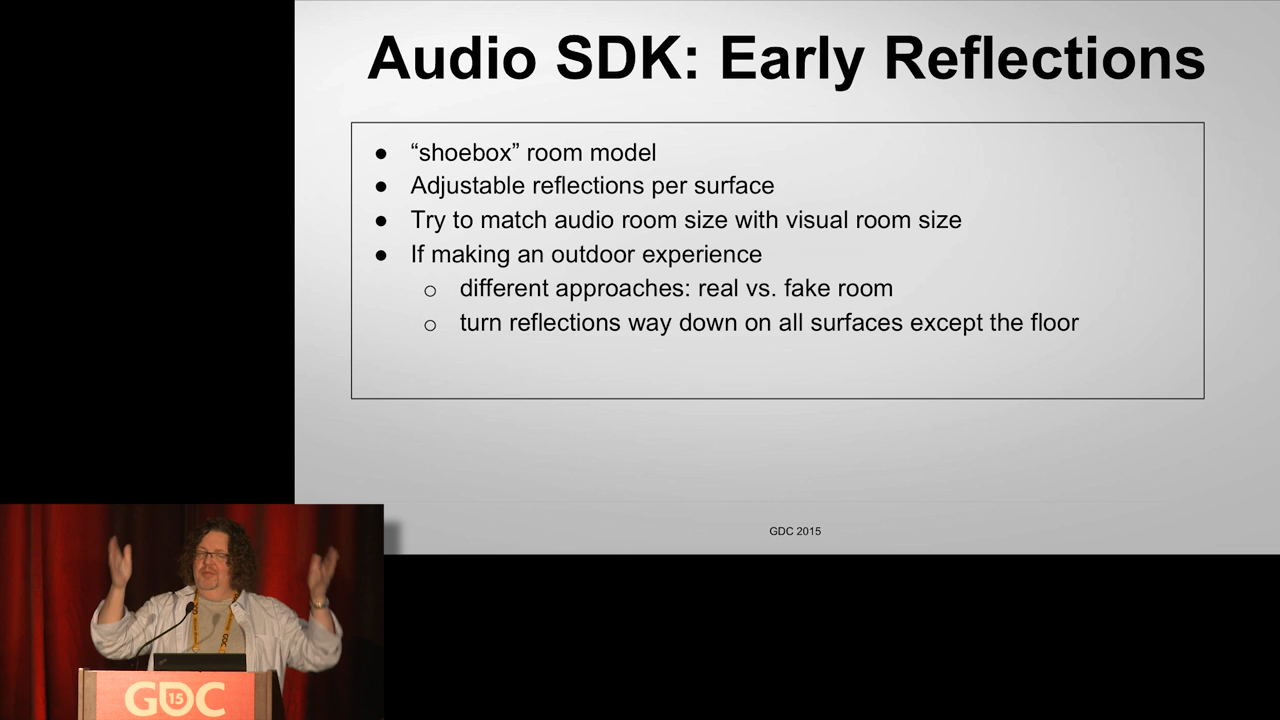 Audio SDK: Early Reflections
● “shoebox” room model
● Adjustable reflections per surface
● Try to match audio room size with visual room size
● If making an outdoor experience
○ different approaches: real vs. fake room
○ turn reflections way down on all surfaces except the floor
GDC 2015
GDC
15